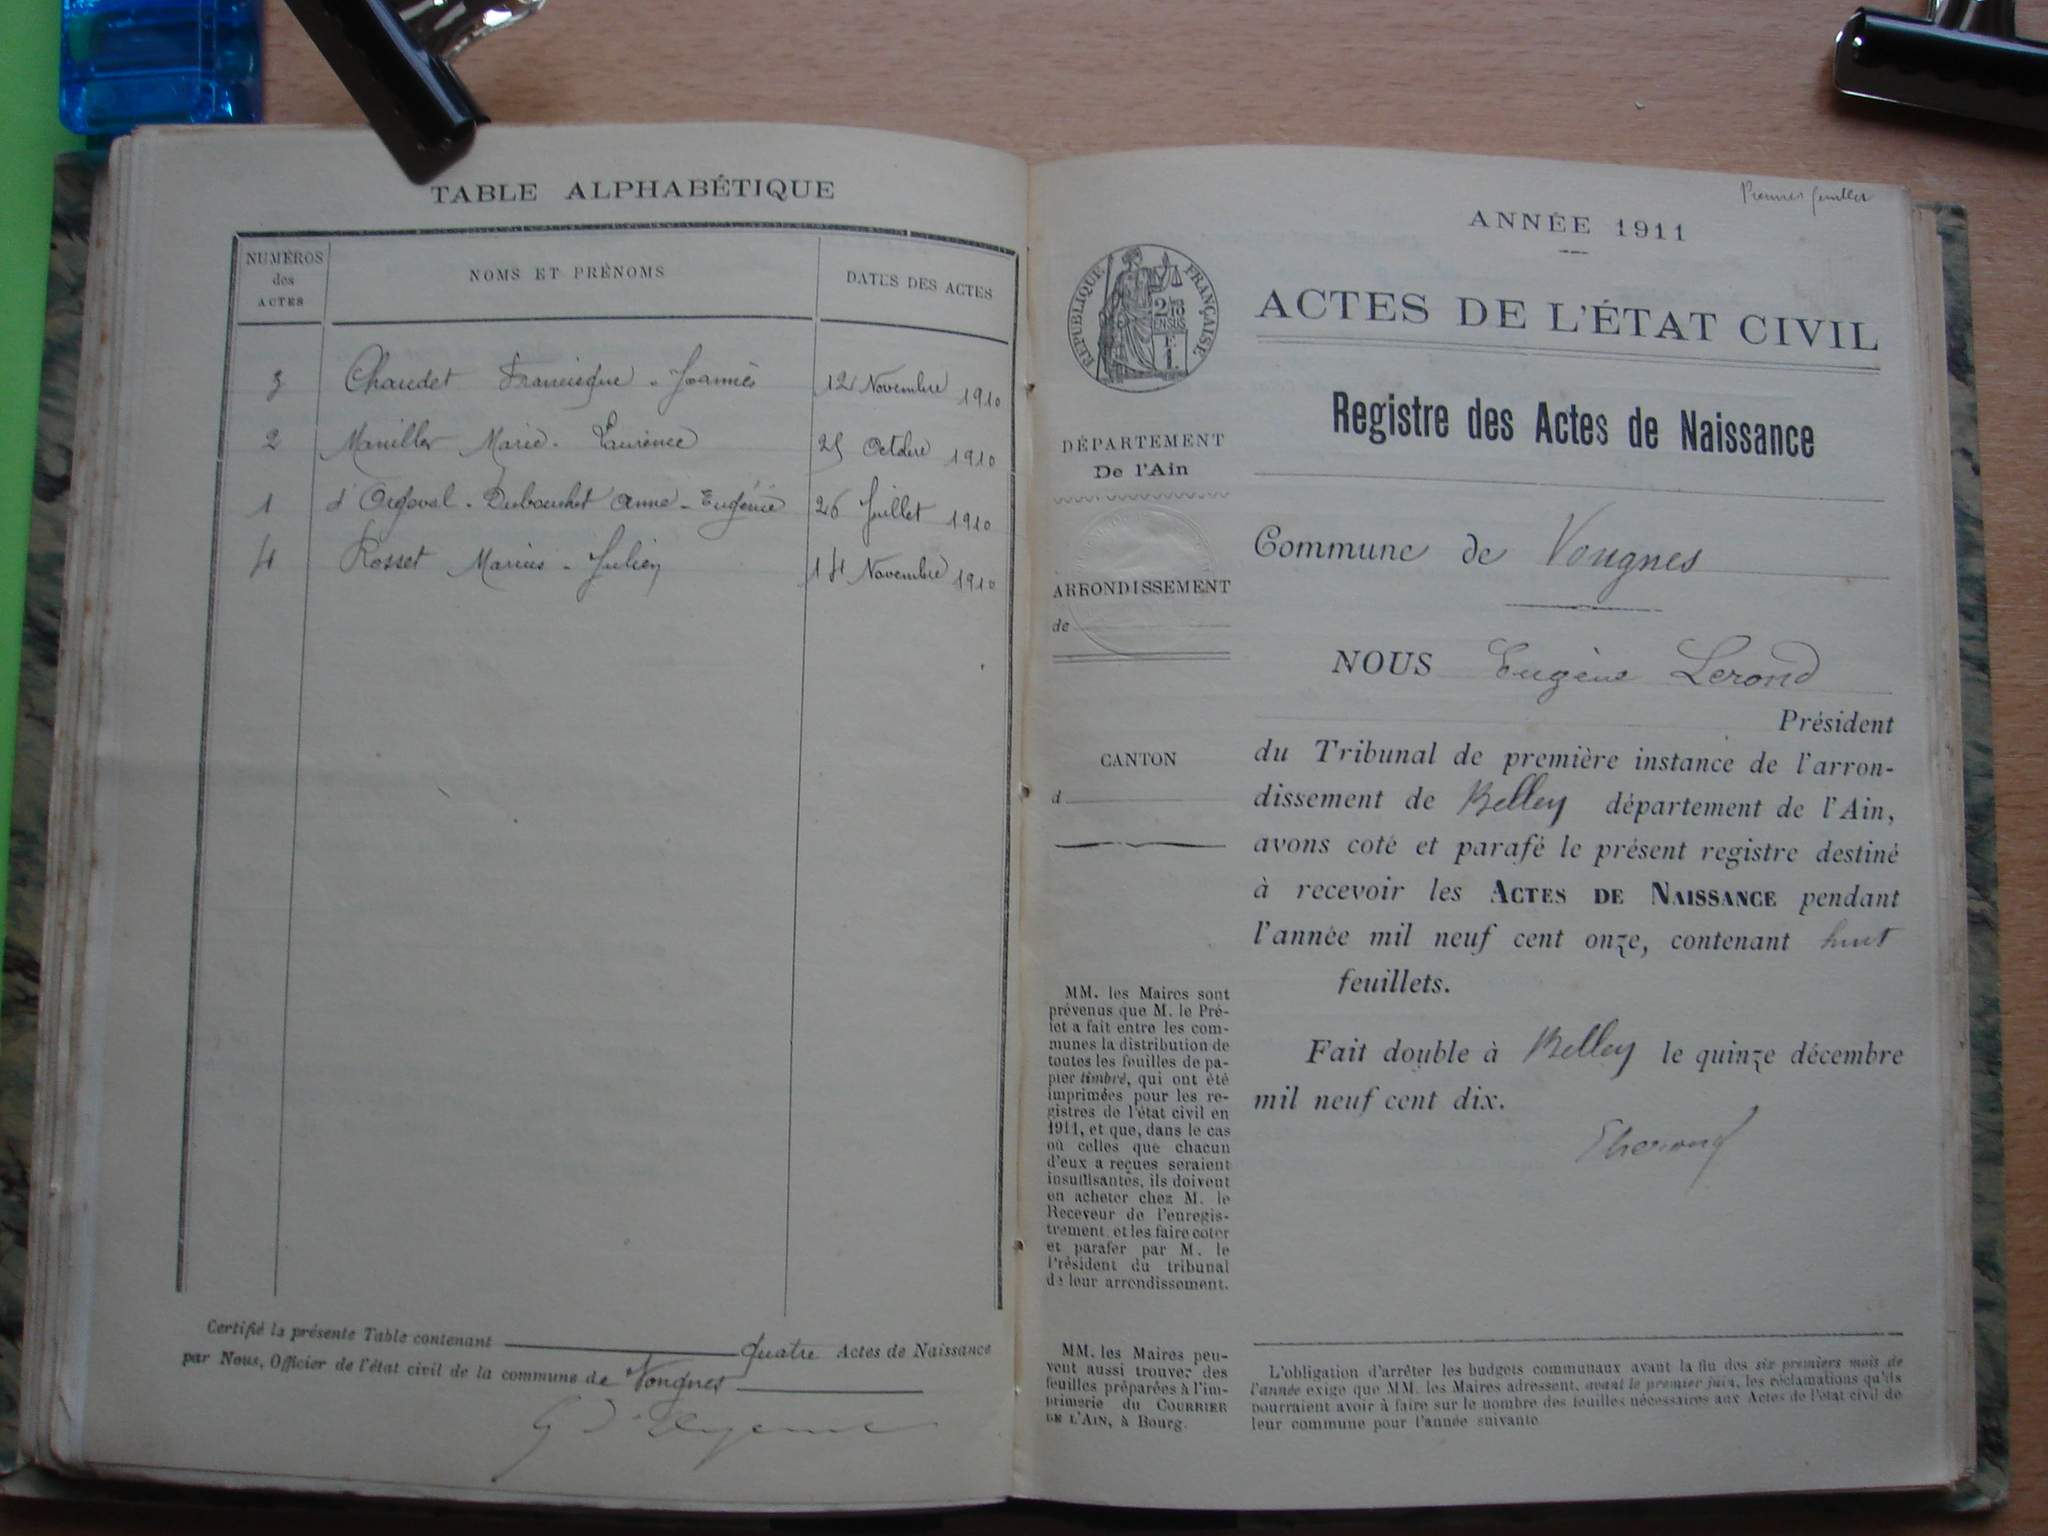 TABLE ALPHABÉTIQUE
NUMÉROS des ACTES NOMS ET PRÉNOMS DATES DES ACTES
3 Chaudet Francisque - Joannès 12 Novembre 1910
2 Marie - Laurence 25 Octobre 1910
1 d'Orgeval - Dubouchet Anne - Eugénie 26 Juillet 1910
4 Rosset Marius - Julien 14 Novembre 1910
Certifié la présente Table contenant quatre Actes de Naissance
par Nous, Officier de l'état civil de la commune de Vongnes
Premier feuillet
ANNÉE 1911
RÉPUBLIQUE FRANÇAISE
ACTES DE L'ÉTAT CIVIL
Registre des Actes de Naissance
DÉPARTEMENT
De l'Ain
Commune de Vongnes
ARRONDISSEMENT
de
NOUS Eugène Lerond
Président
du Tribunal de première instance de l'arron-
dissement de Belley département de l'Ain,
avons coté et parafé le présent registre destiné
à recevoir les ACTES DE NAISSANCE pendant
l'année mil neuf cent onze, contenant huit
feuillets.
Fait double à Belley le quinze décembre
mil neuf cent dix.
CANTON
d
MM. les Maires sont
prévenus que M. le Pré-
fet a fait entre les com-
munes la distribution de
toutes les feuilles de pa-
pier timbré, qui ont été
imprimées pour les re-
gistres de l'état civil en
1911, et que, dans le cas
où celles que chacun
d'eux a reçues seraient
insuffisantes, ils doivent
en acheter chez M. le
Receveur de l'enregis-
trement et les faire coter
et parafer par M. le
Président du tribunal
de leur arrondissement.
MM. les Maires peu-
vent aussi trouver des
feuilles préparées à l'im-
primerie du COURRIER
DE L'AIN, à Bourg.
L'obligation d'arrêter les budgets communaux avant la fin des six premiers mois de
l'année exige que MM. les Maires adressent, avant le premier juin, les réclamations qu'ils
pourraient avoir à faire sur le nombre des feuilles nécessaires aux Actes de l'état civil de
leur commune pour l'année suivante